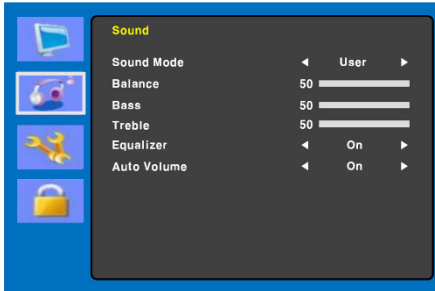 Sound
Sound Mode ◀ User ▶
Balance 50
Bass 50
Treble 50
Equalizer ◀ On ▶
Auto Volume ◀ On ▶